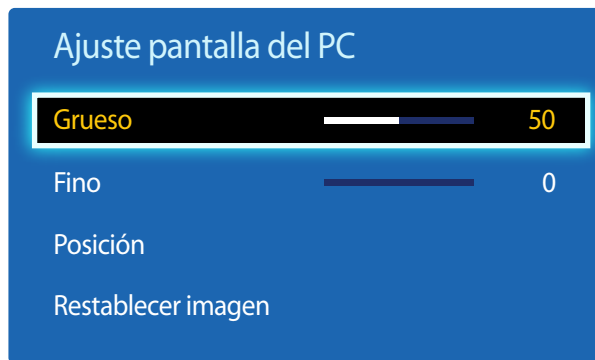 Ajuste pantalla del PC
Grueso 50
Fino 0
Posición
Restablecer imagen